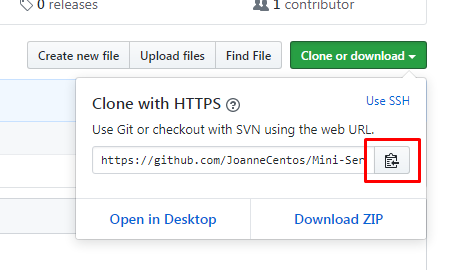 0 releases
1 contributor
Create new file
Upload files
Find File
Clone or download
Clone with HTTPS
Use SSH
Use Git or checkout with SVN using the web URL.
https://github.com/JoanneCentos/Mini-Ser
Open in Desktop
Download ZIP